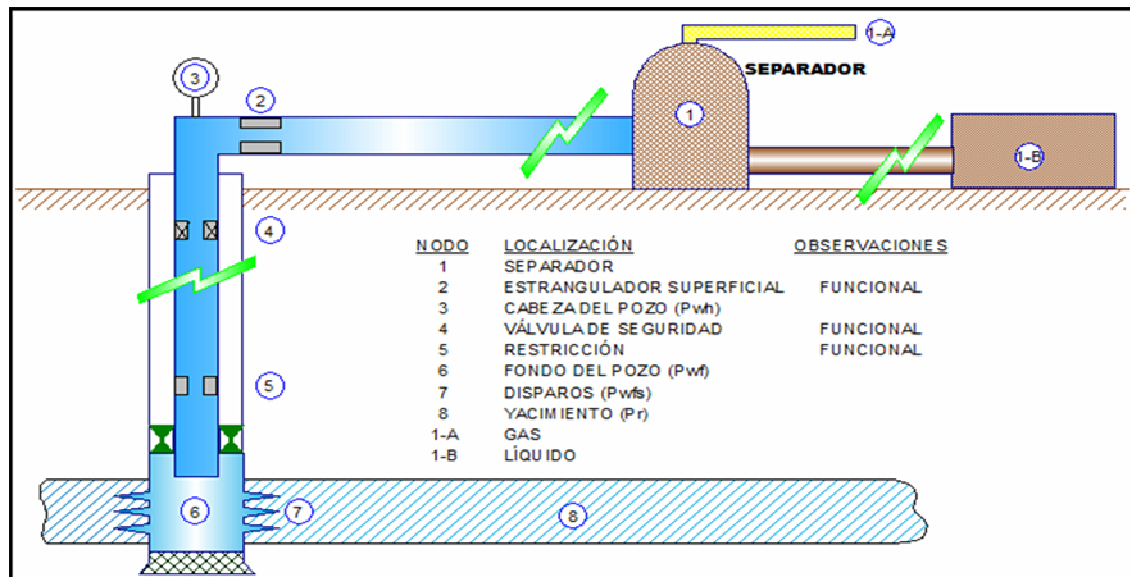 1-A
SEPARADOR
3
2
1
1-B
4
NODO LOCALIZACIÓN OBSERVACIONES
1 SEPARADOR
2 ESTRANGULADOR SUPERFICIAL FUNCIONAL
3 CABEZA DEL POZO (Pwh)
4 VÁLVULA DE SEGURIDAD FUNCIONAL
5 RESTRICCIÓN FUNCIONAL
6 FONDO DEL POZO (Pwf)
7 DISPAROS (Pwfs)
8 YACIMIENTO (Pr)
1-A GAS
1-B LÍQUIDO
5
6
7
8